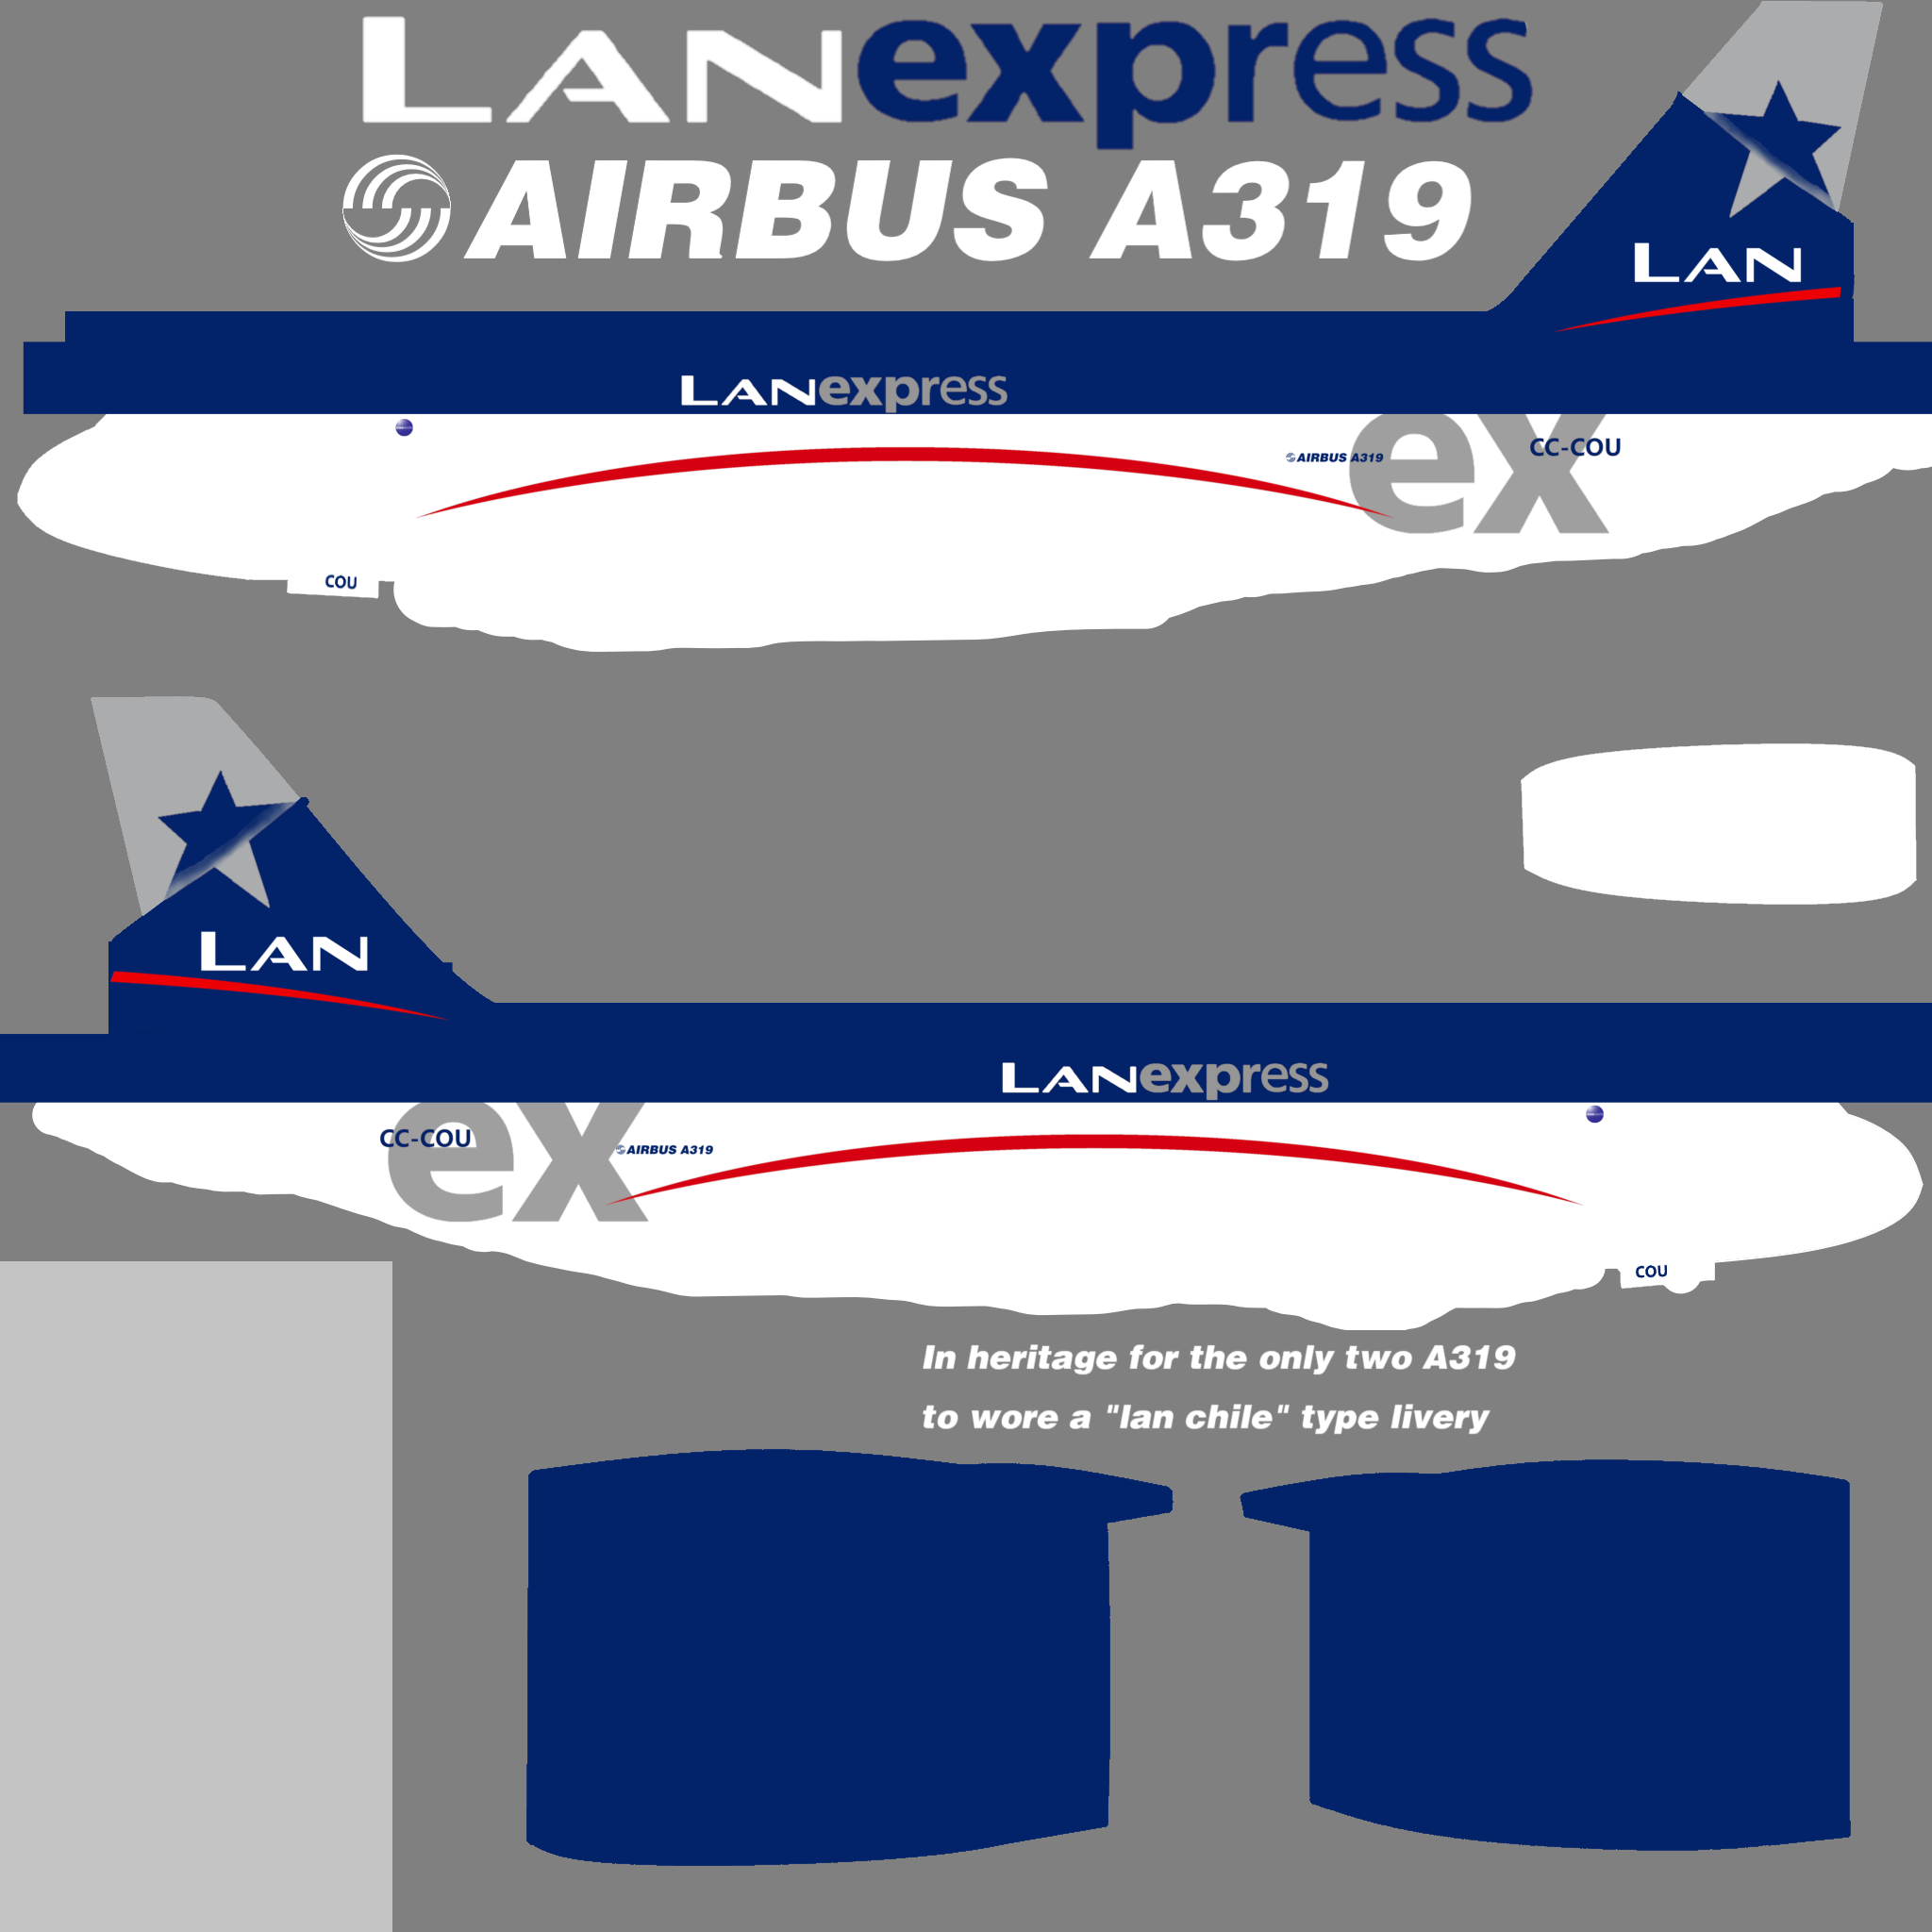 LANexpress
AIRBUS A319
LAN
LANexpress
ex
CC-COU
AIRBUS A319
COU
LAN
LANexpress
ex
CC-COU
AIRBUS A319
COU
In heritage for the only two A319
to wore a "lan chile" type livery